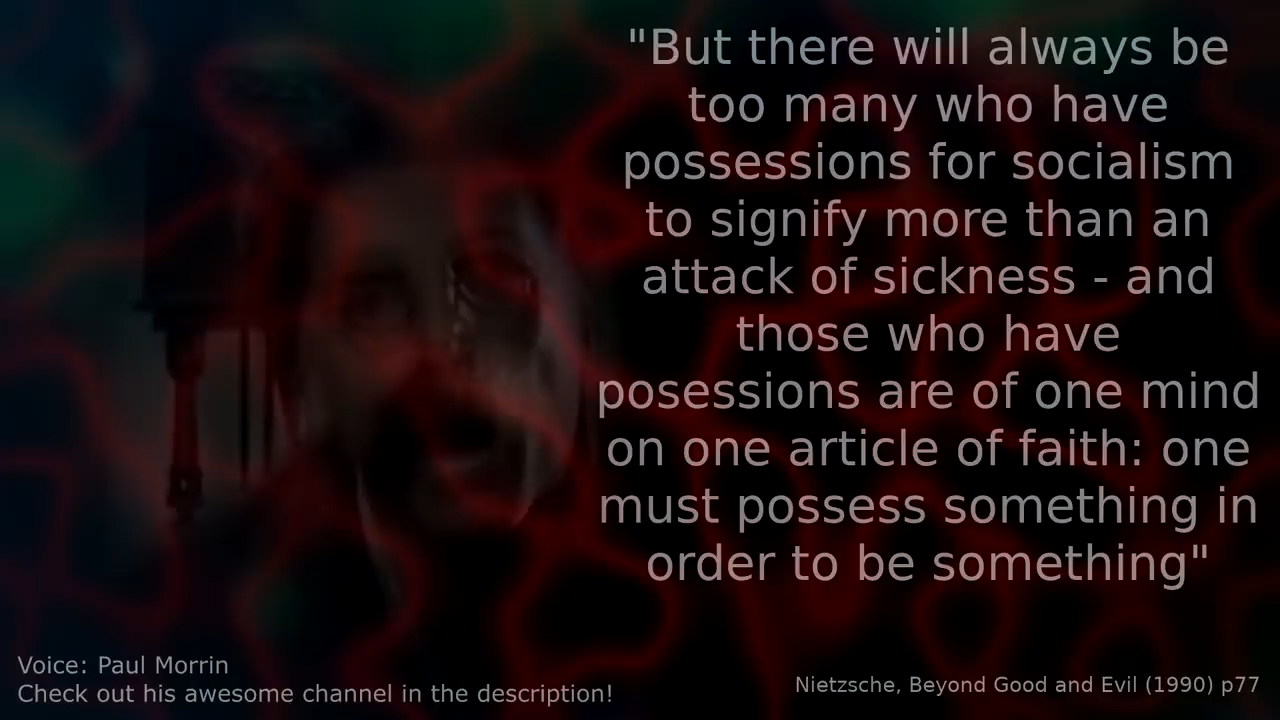 "But there will always be
too many who have
possessions for socialism
to signify more than an
attack of sickness - and
those who have
posessions are of one mind
on one article of faith: one
must possess something in
order to be something"
Voice: Paul Morrin
Check out his awesome channel in the description!
Nietzsche, Beyond Good and Evil (1990) p77